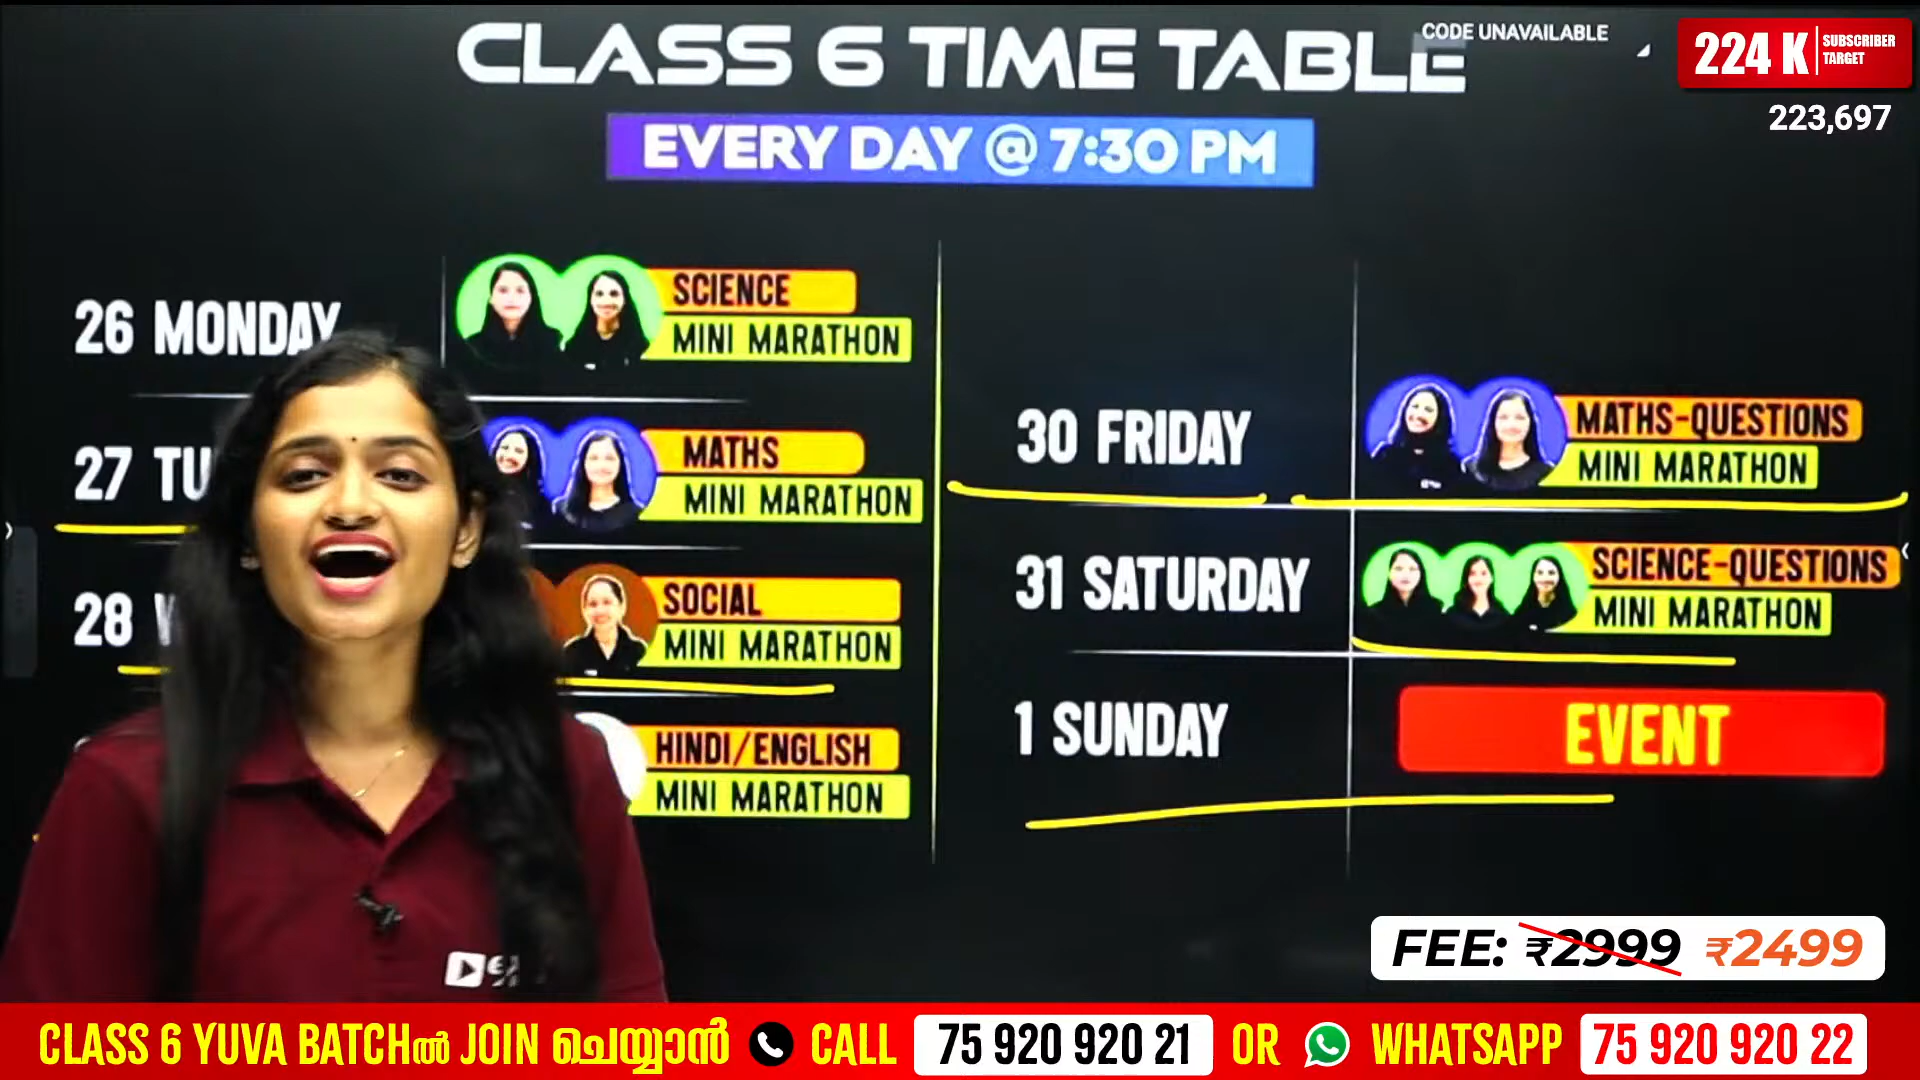 CLASS 6 TIME TABLE
CODE UNAVAILABLE
224 K SUBSCRIBER TARGET
223,697
EVERY DAY @ 7:30 PM
26 MONDAY
SCIENCE
MINI MARATHON
27 TU
MATHS
MINI MARATHON
28 W
SOCIAL
MINI MARATHON
HINDI/ENGLISH
MINI MARATHON
30 FRIDAY
MATHS-QUESTIONS
MINI MARATHON
31 SATURDAY
SCIENCE-QUESTIONS
MINI MARATHON
1 SUNDAY
EVENT
FEE: ₹2999 ₹2499
CLASS 6 YUVA BATCHൽ JOIN ചെയ്യാൻ CALL 75 920 920 21 OR WHATSAPP 75 920 920 22